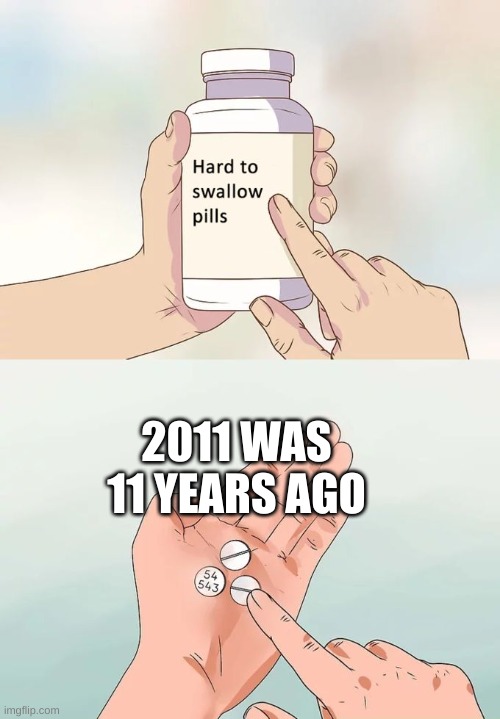 Hard to
swallow
pills
2011 WAS
11 YEARS AGO
54
543
imgflip.com